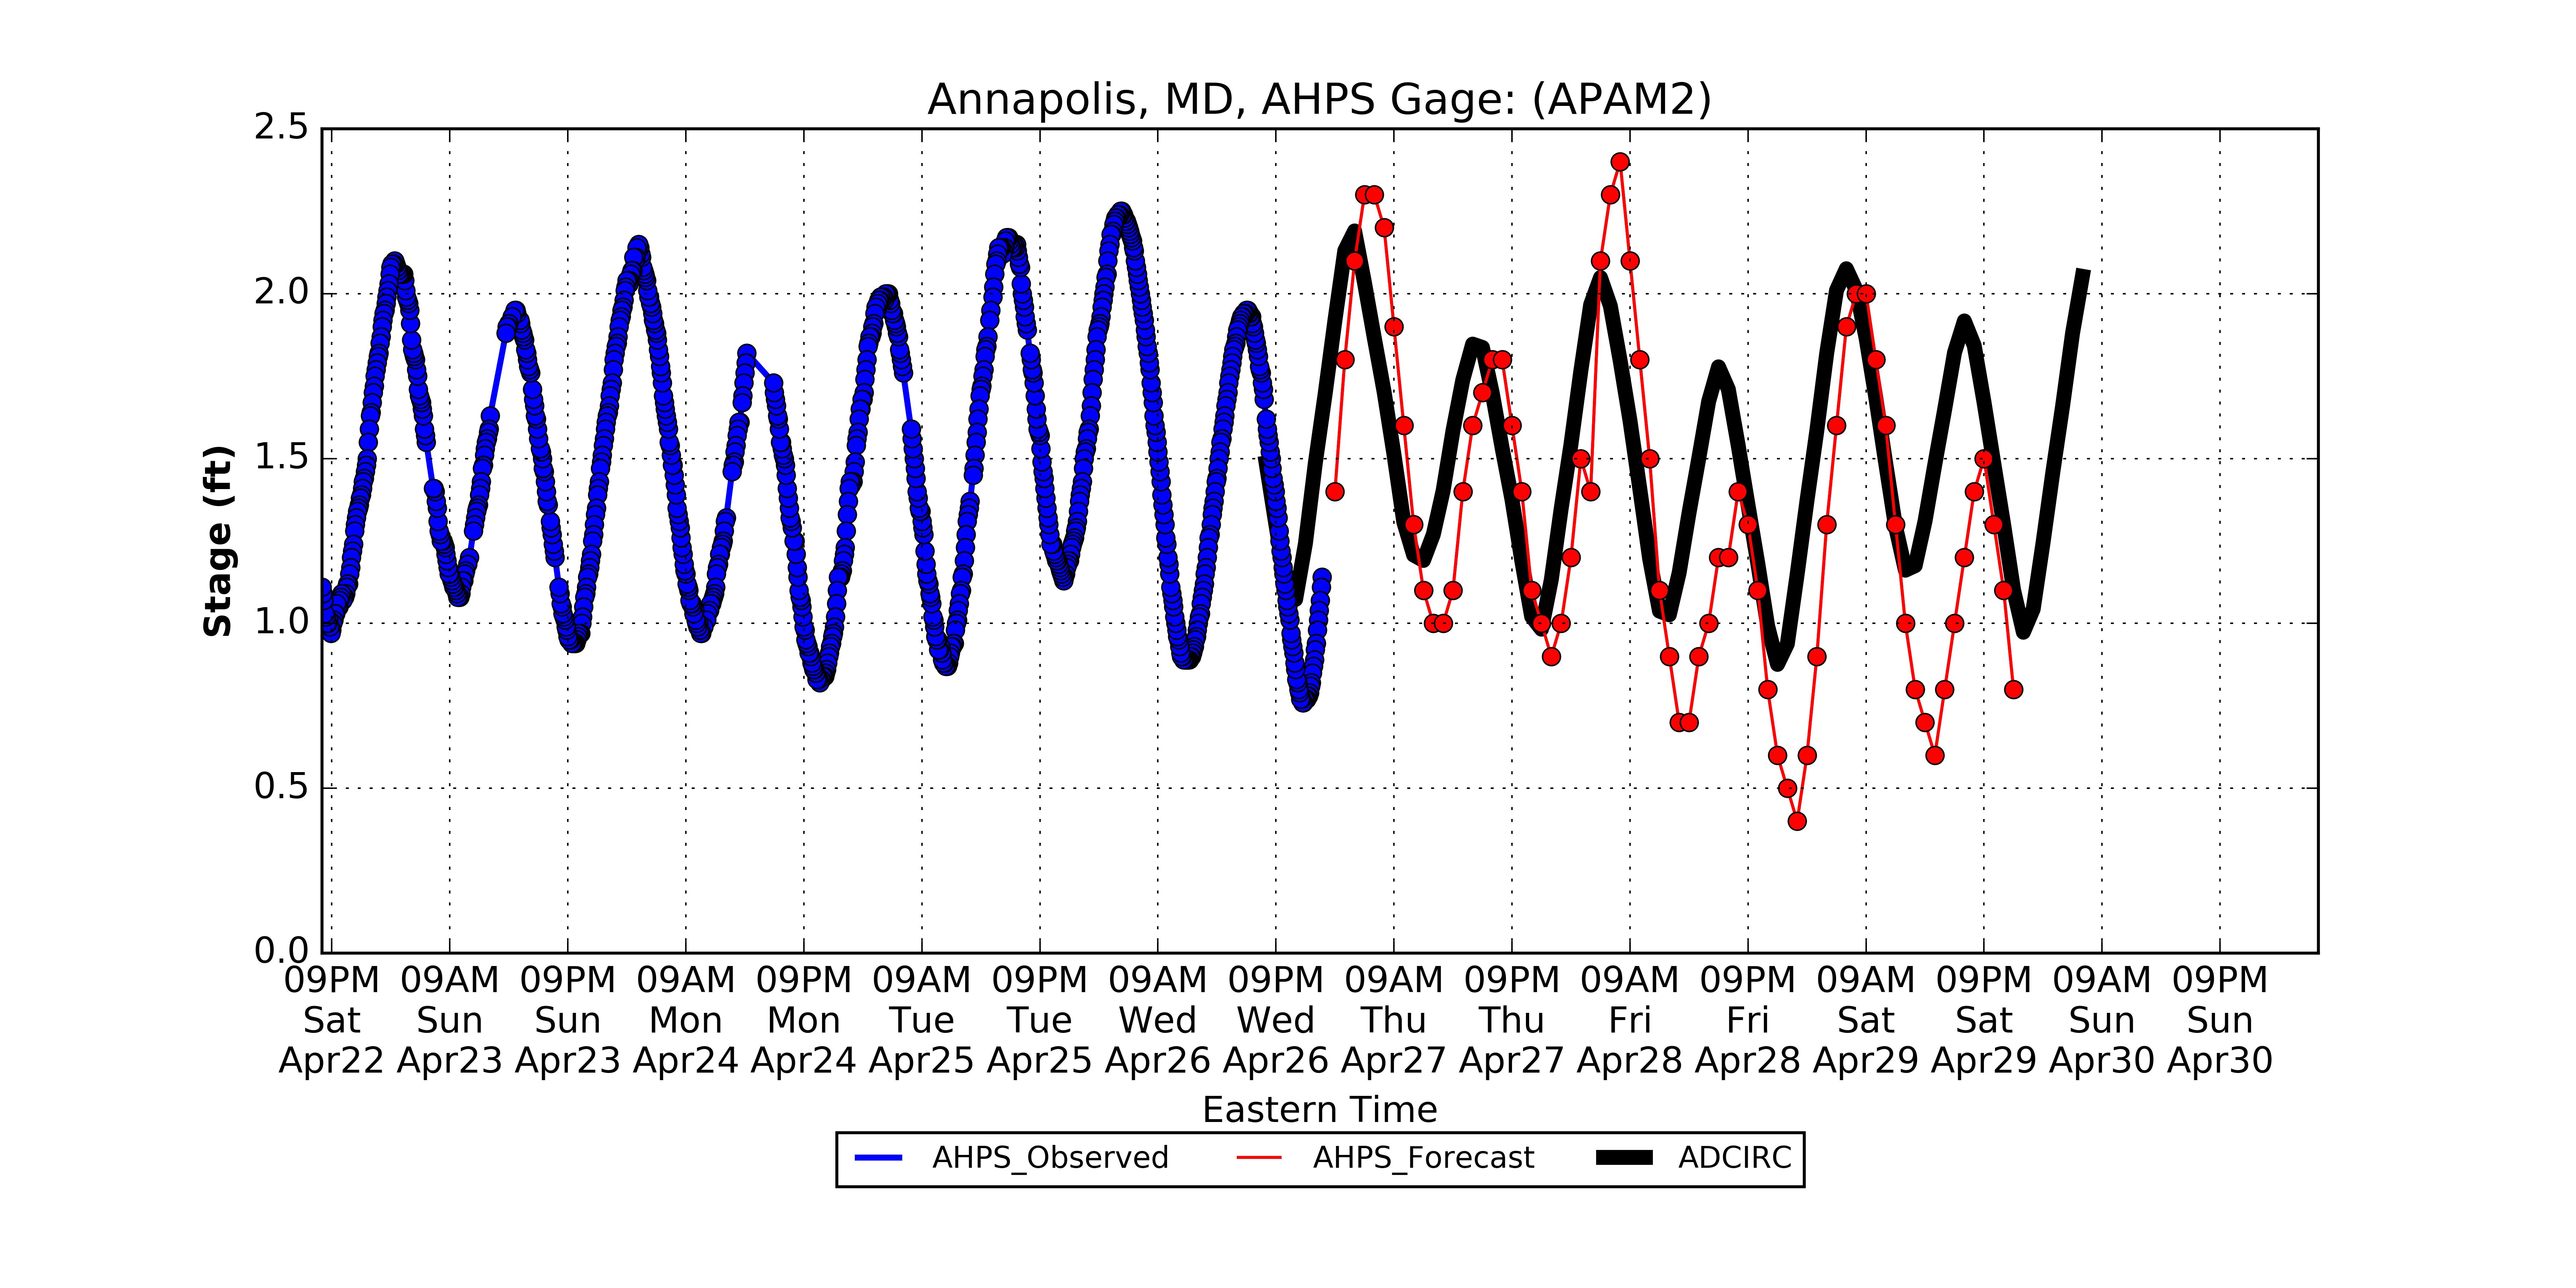 Annapolis, MD, AHPS Gage: (APAM2)
2.5
2.0
1.5
1.0
0.5
0.0
Stage (ft)
09PM 09AM 09PM 09AM 09PM 09AM 09PM 09AM 09PM 09AM 09PM 09AM 09PM 09AM 09PM 09AM 09PM
Sat Sun Sun Mon Mon Tue Tue Wed Wed Thu Thu Fri Fri Sat Sat Sun Sun
Apr22 Apr23 Apr23 Apr24 Apr24 Apr25 Apr25 Apr26 Apr26 Apr27 Apr27 Apr28 Apr28 Apr29 Apr29 Apr30 Apr30
Eastern Time
AHPS_Observed AHPS_Forecast ADCIRC